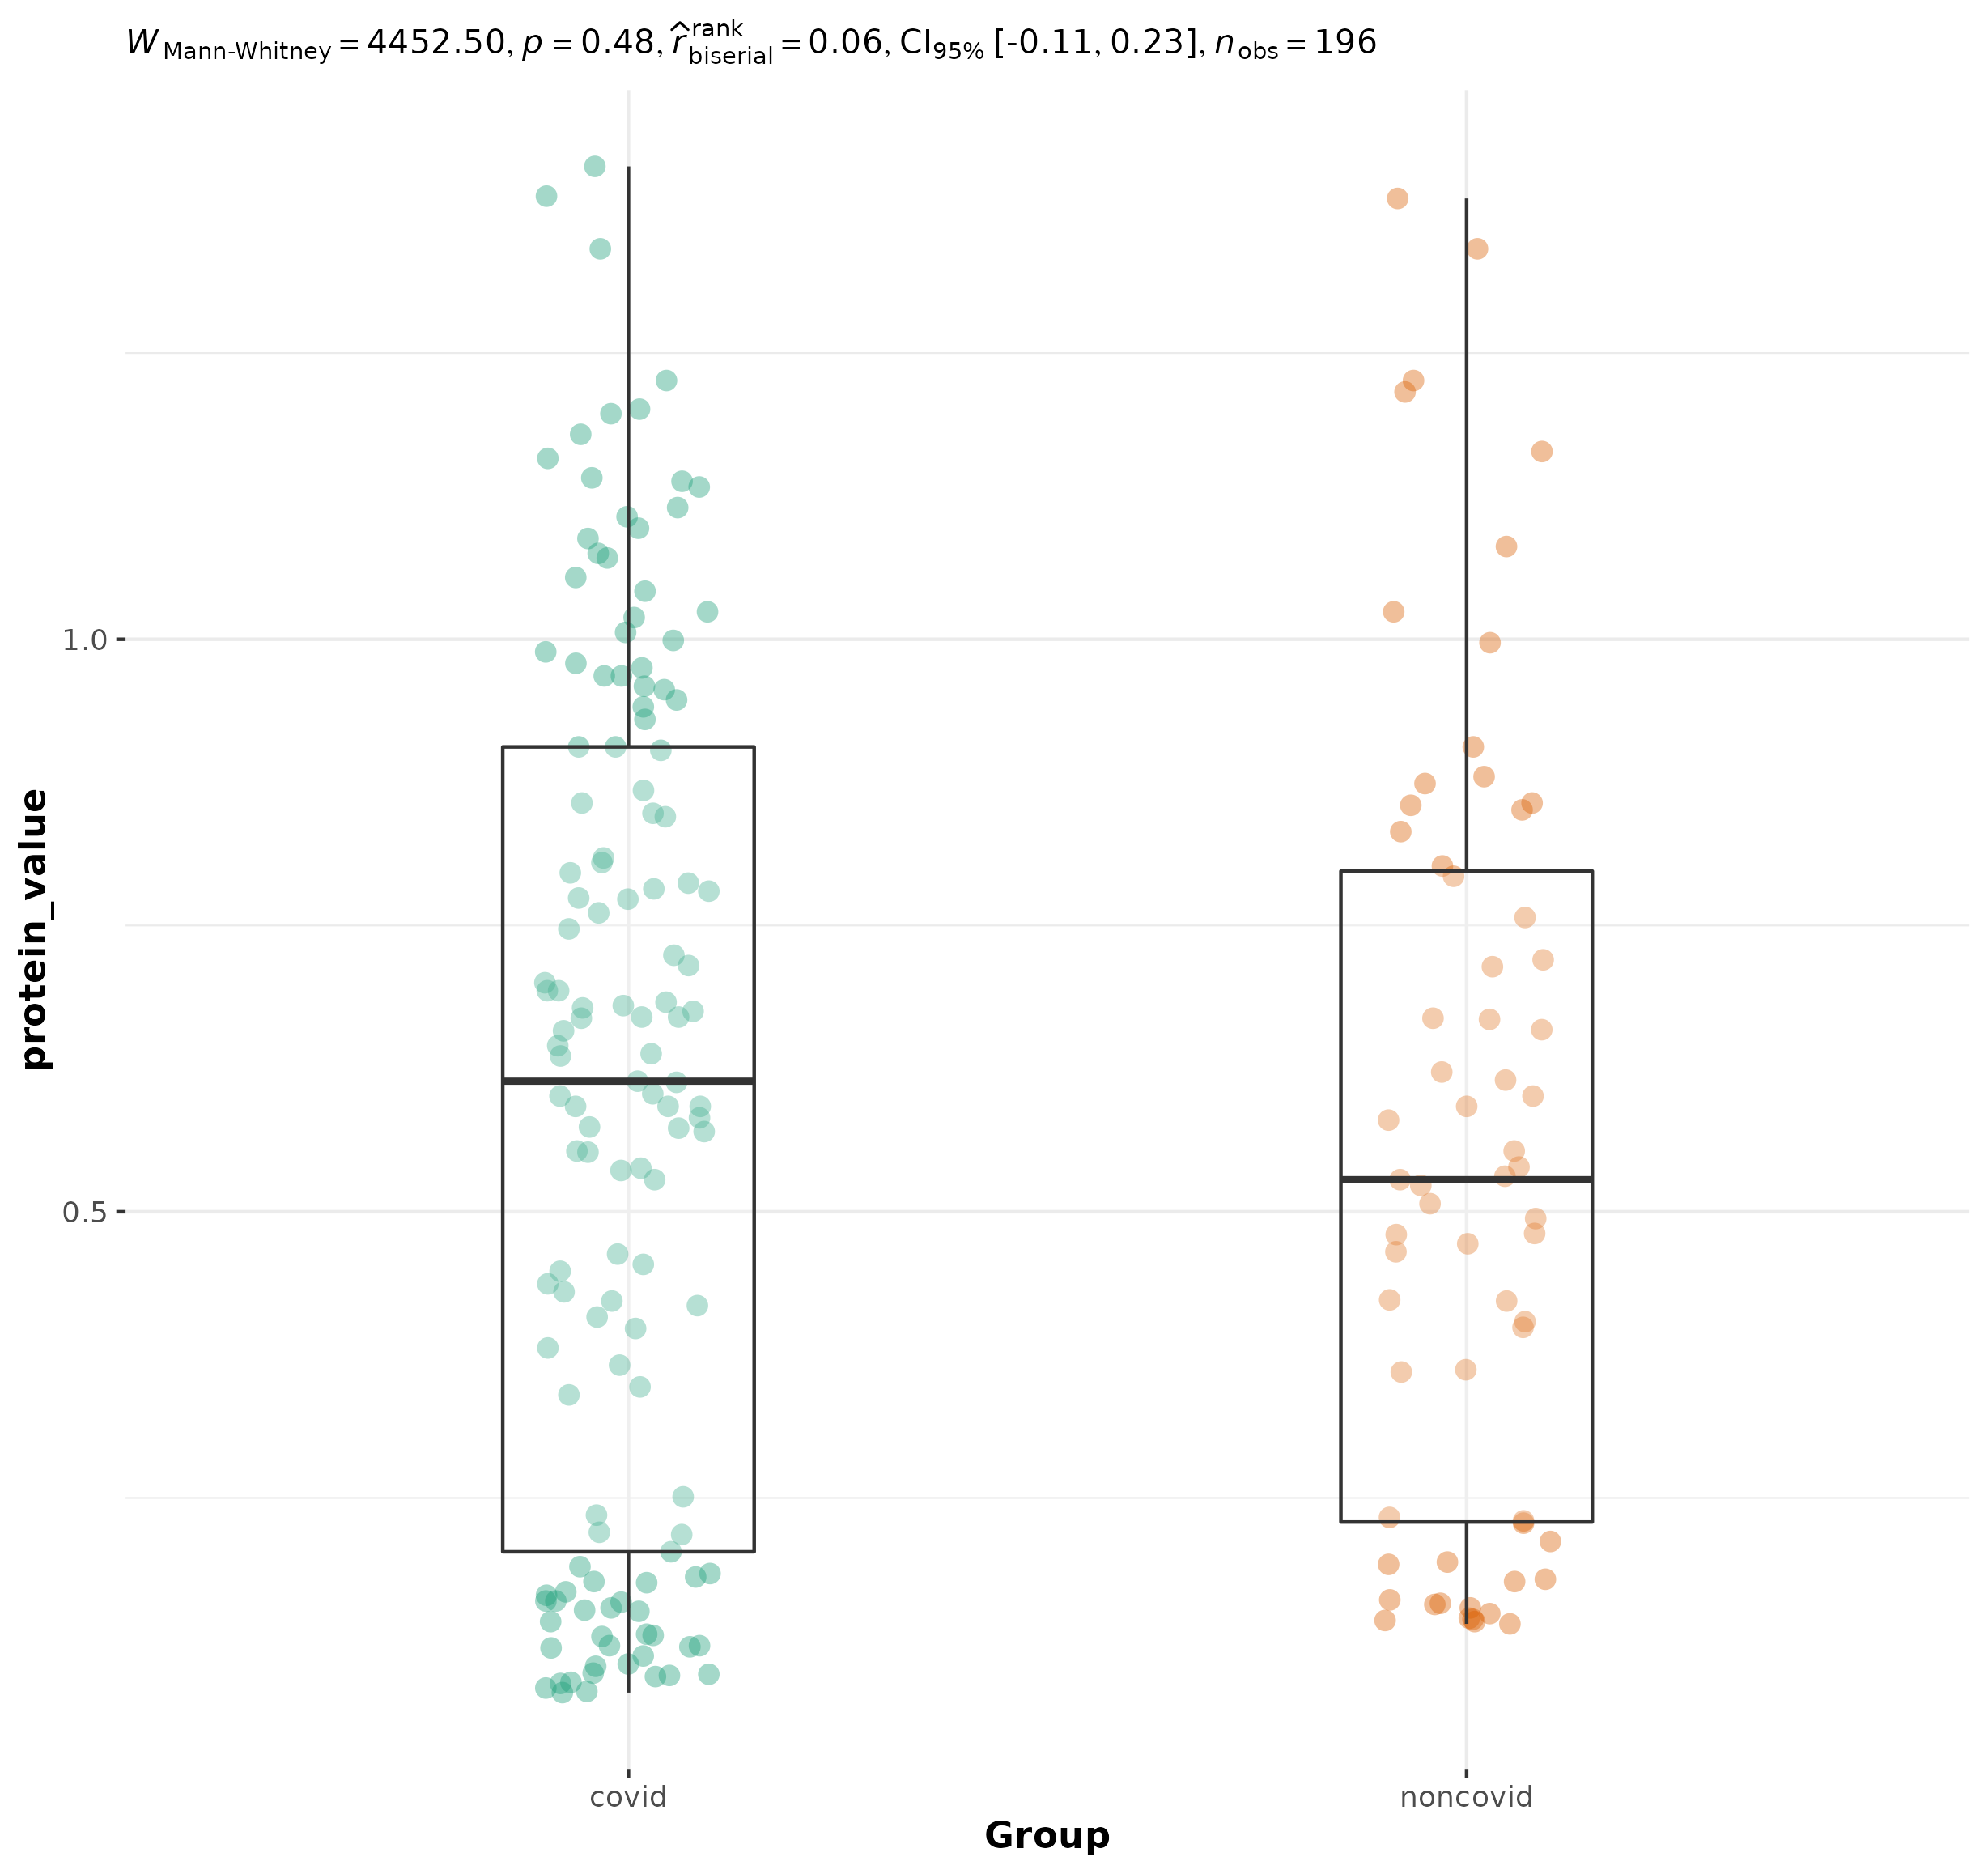 W Mann-Whitney = 4452.50, p = 0.48, r̂ rank biserial = 0.06, CI95% [-0.11, 0.23], n obs = 196
1.0
0.5
protein_value
covid noncovid
Group